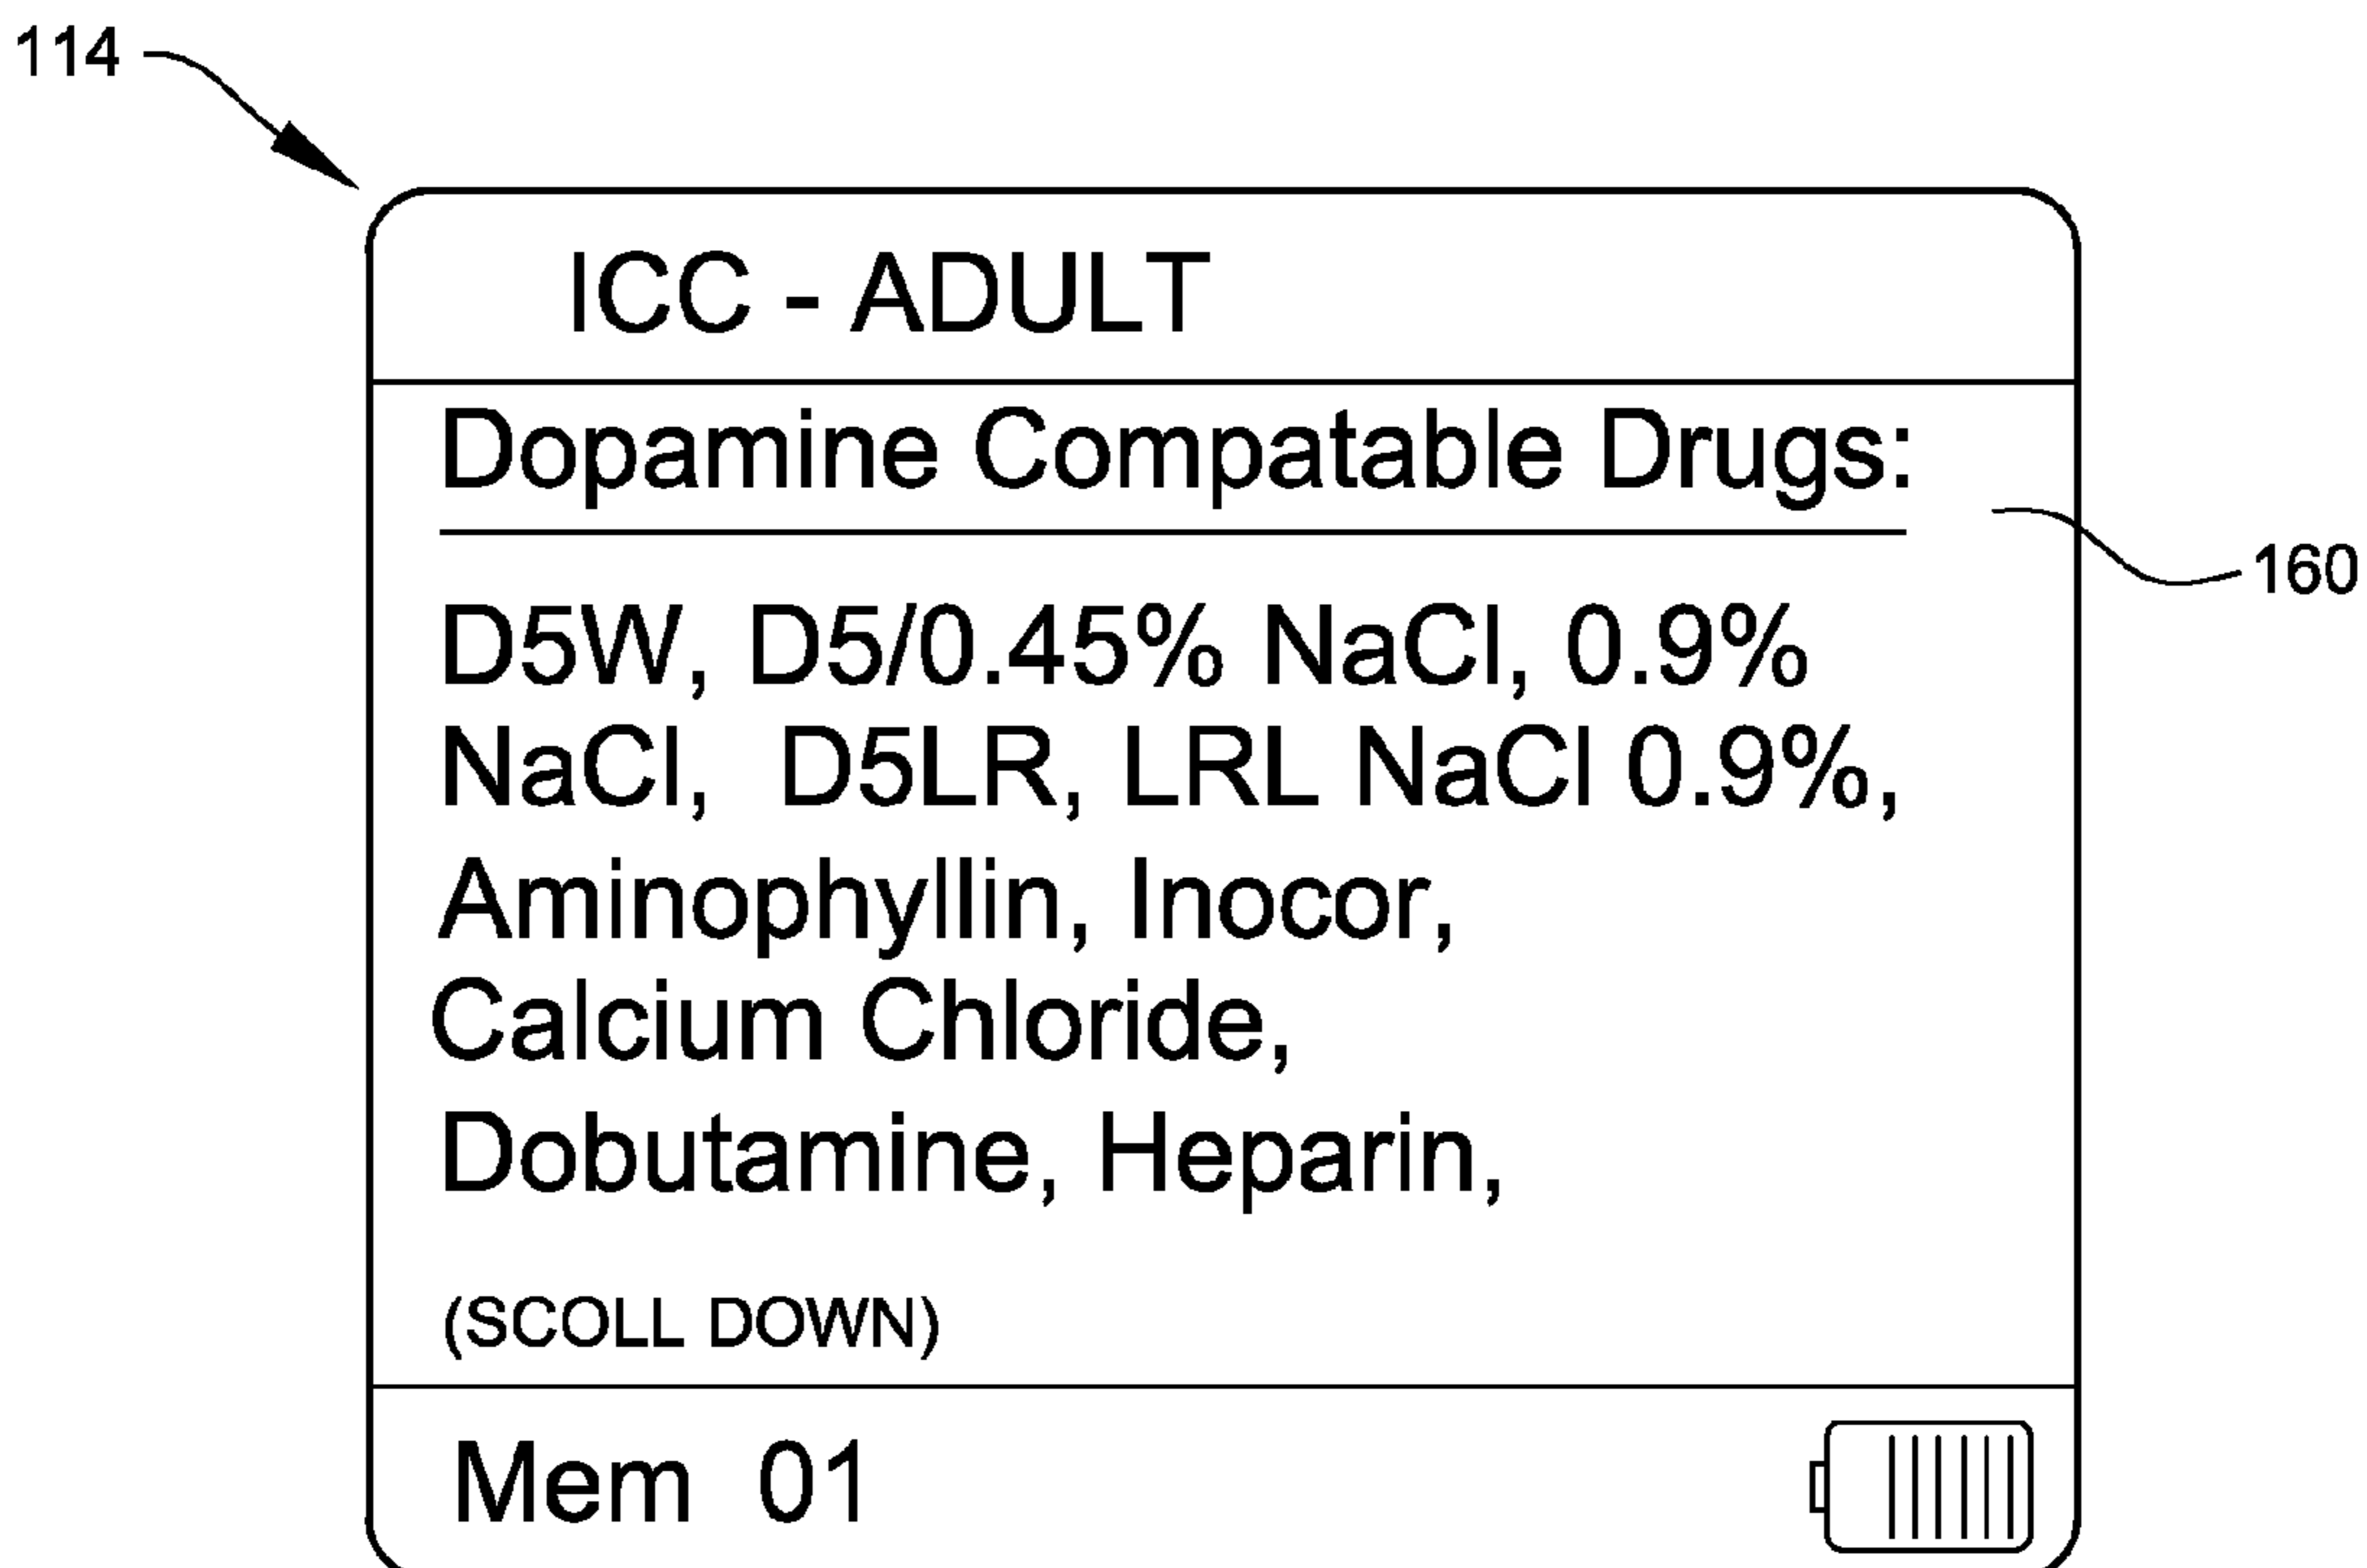 114
ICC - ADULT
Dopamine Compatable Drugs:
160
D5W, D5/0.45% NaCl, 0.9%
NaCl, D5LR, LRL NaCl 0.9%,
Aminophyllin, Inocor,
Calcium Chloride,
Dobutamine, Heparin,
(SCOLL DOWN)
Mem 01